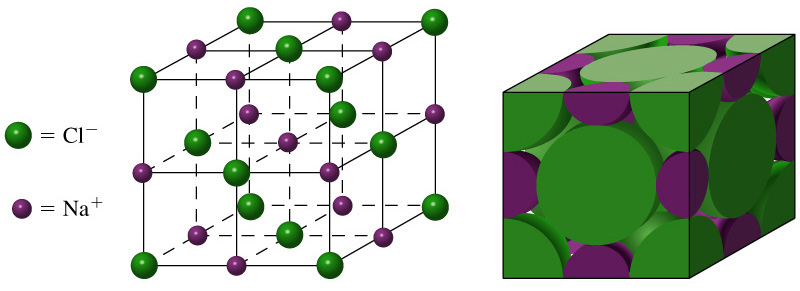 = Cl⁻
= Na⁺